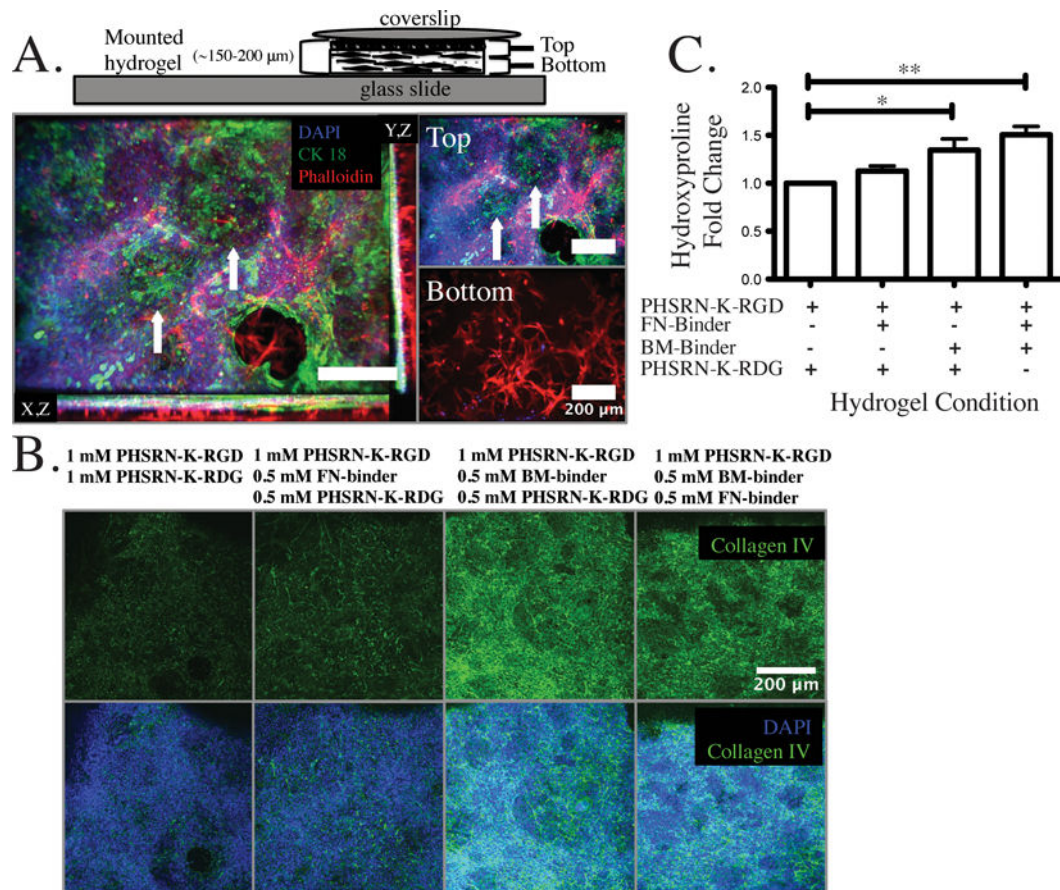 A.
Mounted
hydrogel
(~150-200 µm)
coverslip
Top
Bottom
glass slide
DAPI
CK 18
Phalloidin
Y,Z
X,Z
Top
Bottom
200 µm
C.
**
*
Hydroxyproline
Fold Change
2.0
1.5
1.0
0.5
0.0
PHSRN-K-RGD + + + +
FN-Binder - + - +
BM-Binder - - + +
PHSRN-K-RDG + + + -
Hydrogel Condition
B.
1 mM PHSRN-K-RGD
1 mM PHSRN-K-RDG
1 mM PHSRN-K-RGD
0.5 mM FN-binder
0.5 mM PHSRN-K-RDG
1 mM PHSRN-K-RGD
0.5 mM BM-binder
0.5 mM PHSRN-K-RDG
1 mM PHSRN-K-RGD
0.5 mM BM-binder
0.5 mM FN-binder
Collagen IV
200 µm
DAPI
Collagen IV